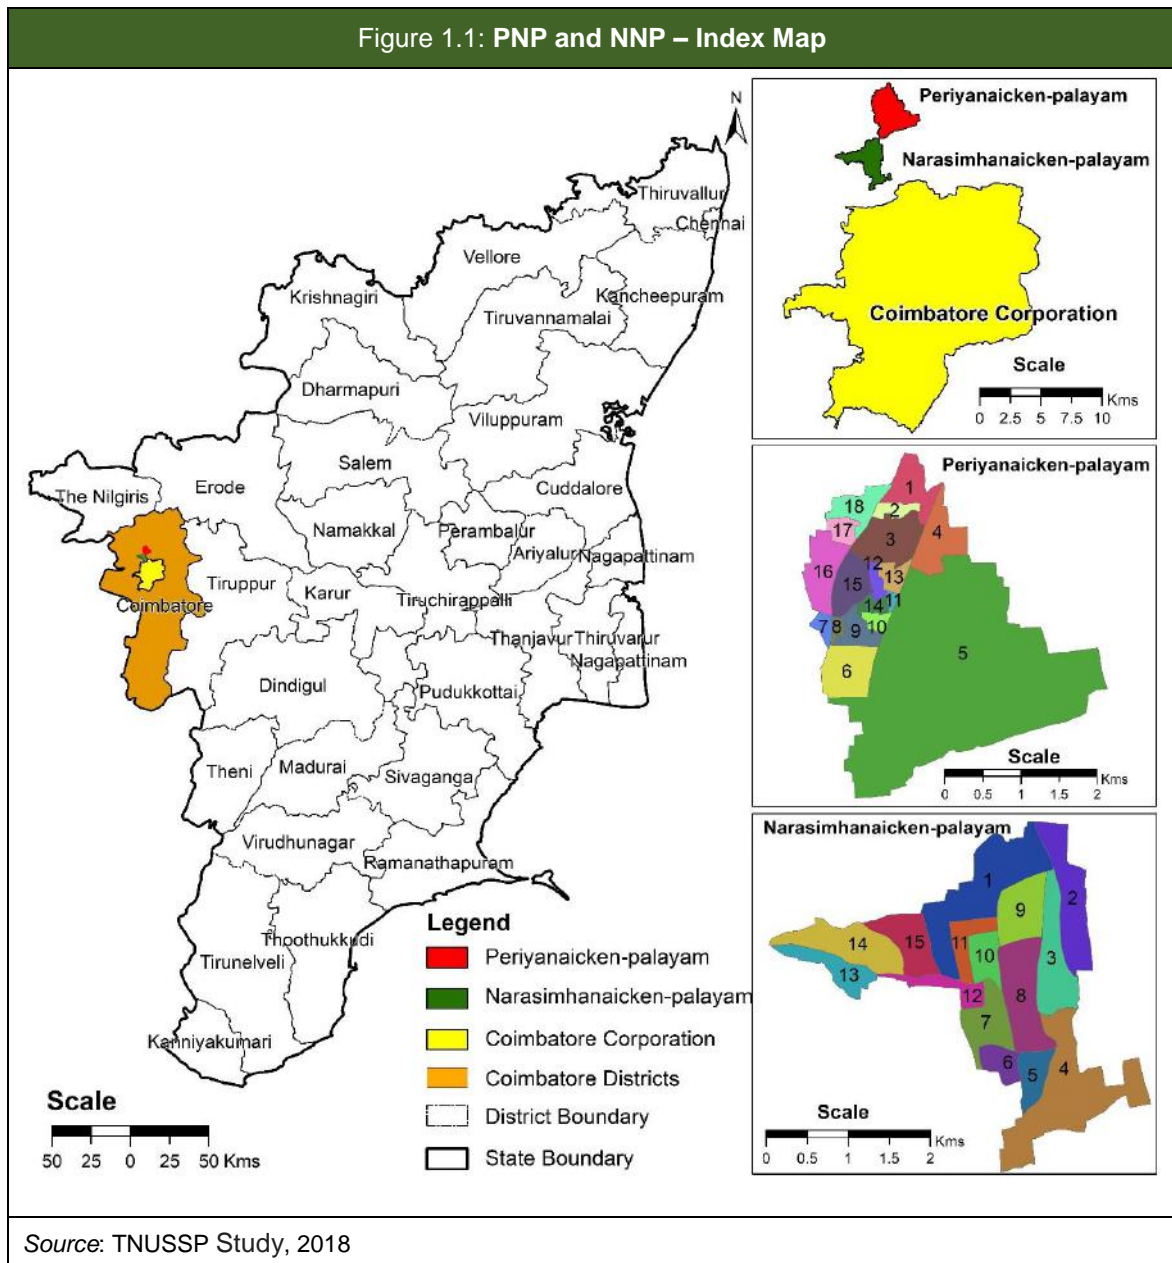 Figure 1.1: PNP and NNP – Index Map
N
Thiruvallur
Chennai
Vellore
Kancheepuram
Krishnagiri
Tiruvannamalai
Dharmapuri
Viluppuram
Salem
Cuddalore
The Nilgiris
Erode
Namakkal
Perambalur
Ariyalur
Nagapattinam
Coimbatore
Tiruppur
Karur
Tiruchirappalli
Thanjavur
Thiruvarur
Nagapattinam
Dindigul
Pudukkottai
Theni
Madurai
Sivaganga
Virudhunagar
Ramanathapuram
Thoothukkudi
Tirunelveli
Kanniyakumari
Scale
50 25 0 25 50 Kms
Legend
Periyanaicken-palayam
Narasimhanaicken-palayam
Coimbatore Corporation
Coimbatore Districts
District Boundary
State Boundary
Periyanaicken-palayam
Narasimhanaicken-palayam
Coimbatore Corporation
Scale
0 2.5 5 7.5 10 Kms
Periyanaicken-palayam
1
18
2
17
3
4
16
12
13
15
14
11
7
8
9
10
6
5
Scale
0 0.5 1 1.5 2 Kms
Narasimhanaicken-palayam
1
2
9
14
15
11
10
3
13
12
8
7
6
5
4
Scale
0 0.5 1 1.5 2 Kms
Source: TNUSSP Study, 2018